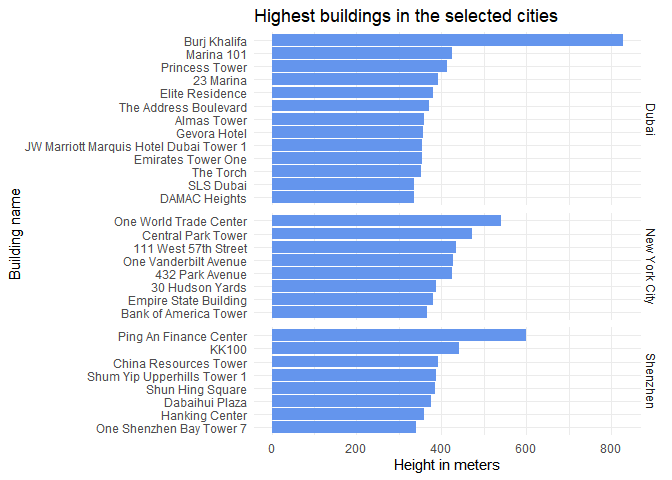 Highest buildings in the selected cities
Building name
Burj Khalifa
Marina 101
Princess Tower
23 Marina
Elite Residence
The Address Boulevard
Almas Tower
Gevora Hotel
JW Marriott Marquis Hotel Dubai Tower 1
Emirates Tower One
The Torch
SLS Dubai
DAMAC Heights
Dubai
One World Trade Center
Central Park Tower
111 West 57th Street
One Vanderbilt Avenue
432 Park Avenue
30 Hudson Yards
Empire State Building
Bank of America Tower
New York City
Ping An Finance Center
KK100
China Resources Tower
Shum Yip Upperhills Tower 1
Shun Hing Square
Dabaihui Plaza
Hanking Center
One Shenzhen Bay Tower 7
Shenzhen
0 200 400 600 800
Height in meters